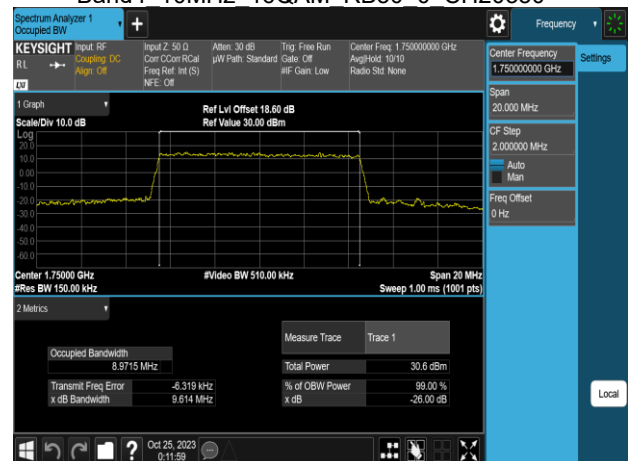 Band4_10MHz_16QAM_RB50_0_CH20350
Spectrum Analyzer 1
Occupied BW
Frequency
KEYSIGHT
RL
LXI
Input: RF
Coupling: DC
Align: Off
Input Z: 50 Ω
Corr CCorr RCal
Freq Ref: Int (S)
NFE: Off
Atten: 30 dB
µW Path: Standard
Trig: Free Run
Gate: Off
#IF Gain: Low
Center Freq: 1.750000000 GHz
Avg|Hold: 10/10
Radio Std: None
Center Frequency
1.750000000 GHz
Settings
Span
20.000 MHz
CF Step
2.000000 MHz
Auto
Man
Freq Offset
0 Hz
1 Graph
Scale/Div 10.0 dB
Ref Lvl Offset 18.60 dB
Ref Value 30.00 dBm
Log
20.0
10.0
0.00
-10.0
-20.0
-30.0
-40.0
-50.0
-60.0
Center 1.75000 GHz
#Video BW 510.00 kHz
Span 20 MHz
#Res BW 150.00 kHz
Sweep 1.00 ms (1001 pts)
2 Metrics
Measure Trace Trace 1
Occupied Bandwidth
8.9715 MHz
Total Power 30.6 dBm
Transmit Freq Error -6.319 kHz
% of OBW Power 99.00 %
x dB Bandwidth 9.614 MHz
x dB -26.00 dB
Local
?
Oct 25, 2023
0:11:59